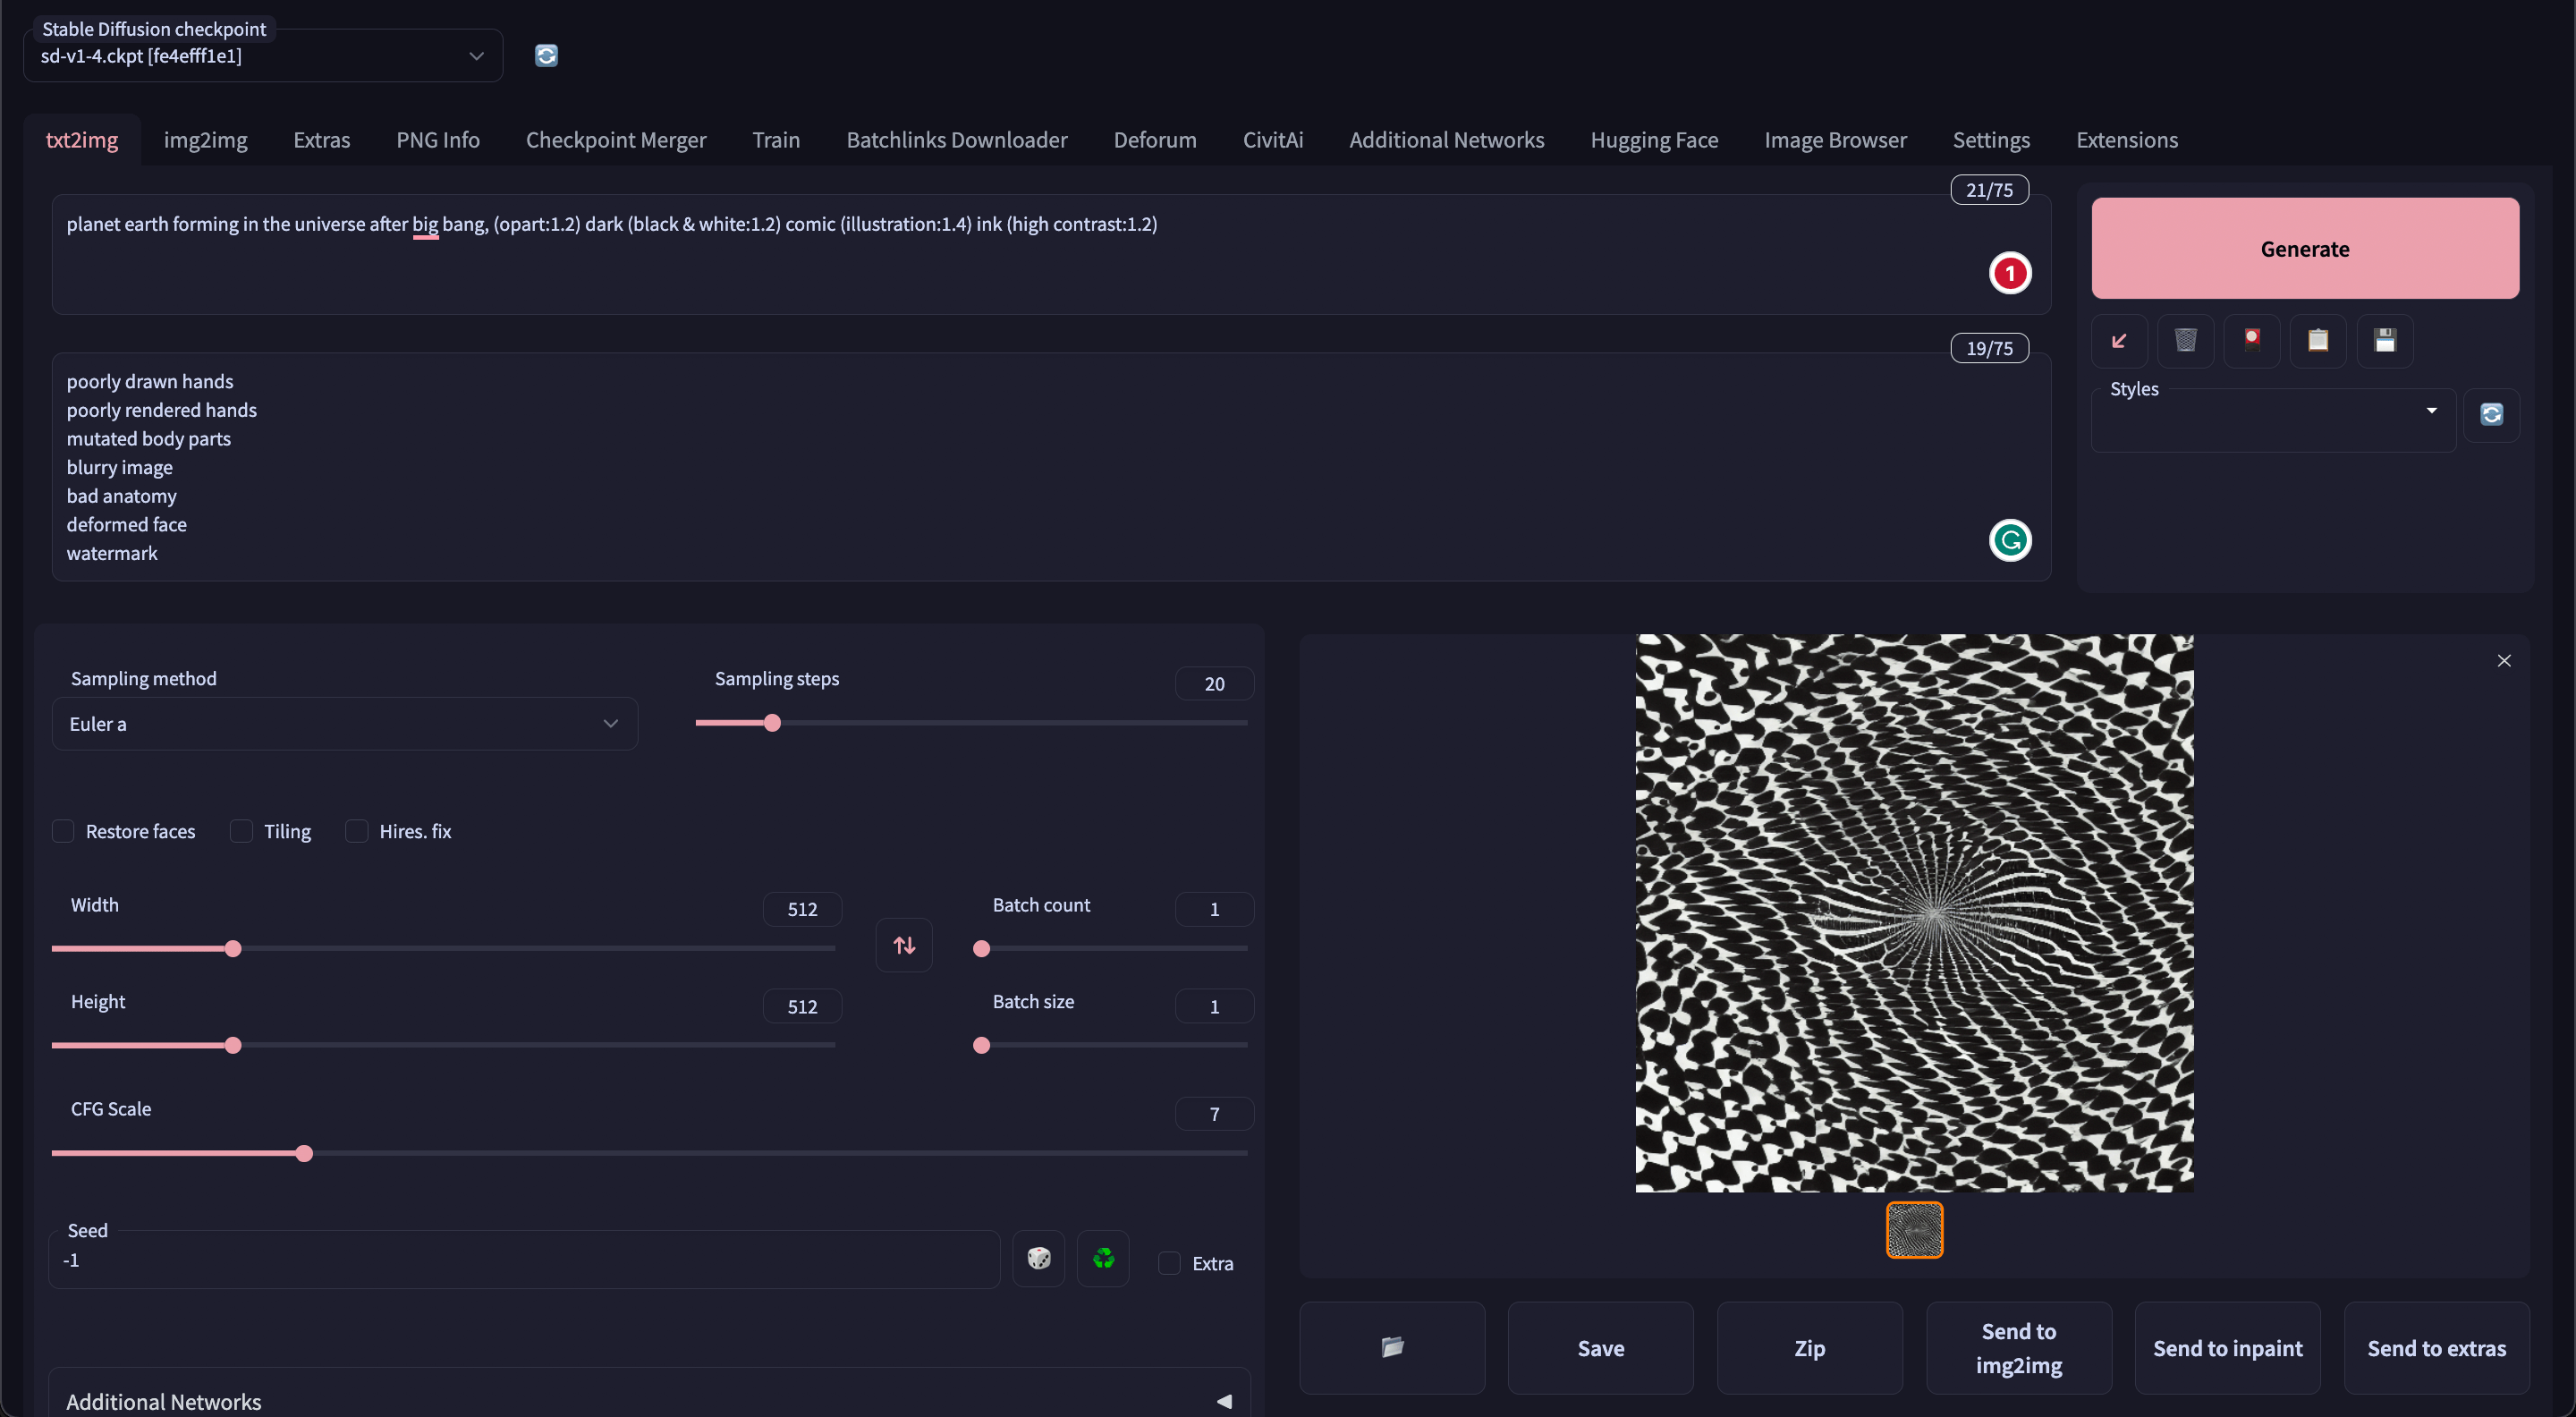 Stable Diffusion checkpoint
sd-v1-4.ckpt [fe4efff1e1]
txt2img img2img Extras PNG Info Checkpoint Merger Train Batchlinks Downloader Deforum CivitAi Additional Networks Hugging Face Image Browser Settings Extensions
21/75
planet earth forming in the universe after big bang, (opart:1.2) dark (black & white:1.2) comic (illustration:1.4) ink (high contrast:1.2)
1
Generate
19/75
poorly drawn hands
poorly rendered hands
mutated body parts
blurry image
bad anatomy
deformed face
watermark
Styles
Sampling method
Euler a
Sampling steps
20
Restore faces Tiling Hires. fix
Width
512
Batch count
1
Height
512
Batch size
1
CFG Scale
7
Seed
-1
Extra
Additional Networks
Save
Zip
Send to
img2img
Send to inpaint
Send to extras